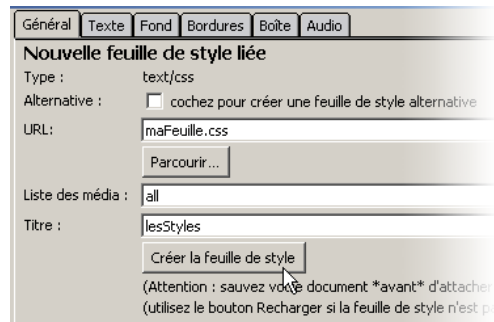 Général Texte Fond Bordures Boîte Audio
Nouvelle feuille de style liée
Type : text/css
Alternative : cochez pour créer une feuille de style alternative
URL: maFeuille.css
Parcourir...
Liste des média : all
Titre : lesStyles
Créer la feuille de style
(Attention : sauvez votre document *avant* d'attacher
(utilisez le bouton Recharger si la feuille de style n'est